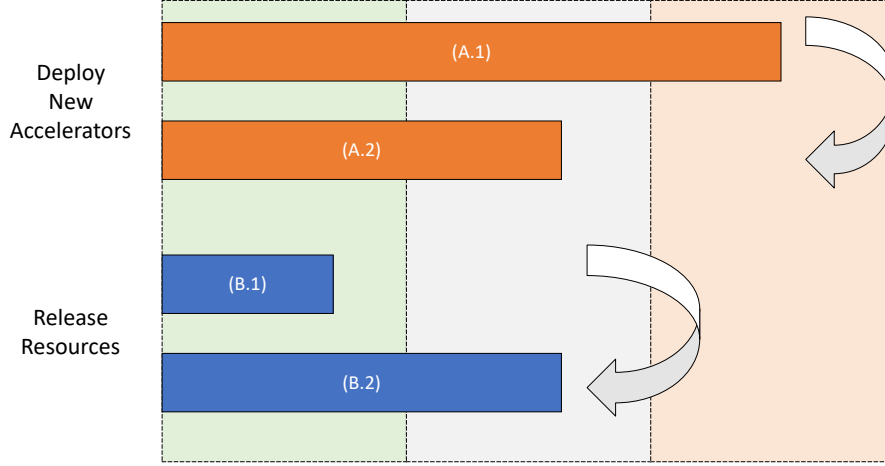 Deploy
New
Accelerators
(A.1)
(A.2)
Release
Resources
(B.1)
(B.2)